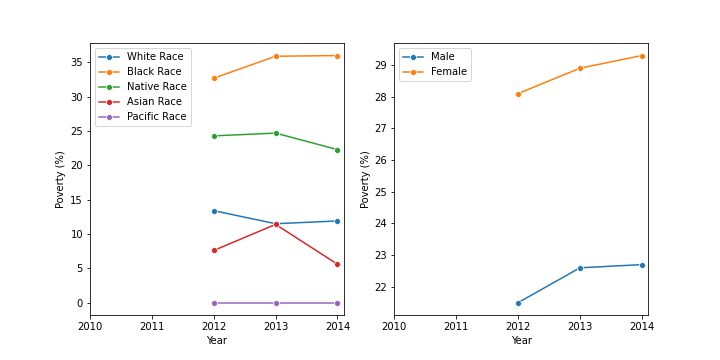 White Race
Black Race
Native Race
Asian Race
Pacific Race
35
30
25
20
15
10
5
0
Poverty (%)
2010 2011 2012 2013 2014
Year
Male
Female
29
28
27
26
25
24
23
22
Poverty (%)
2010 2011 2012 2013 2014
Year